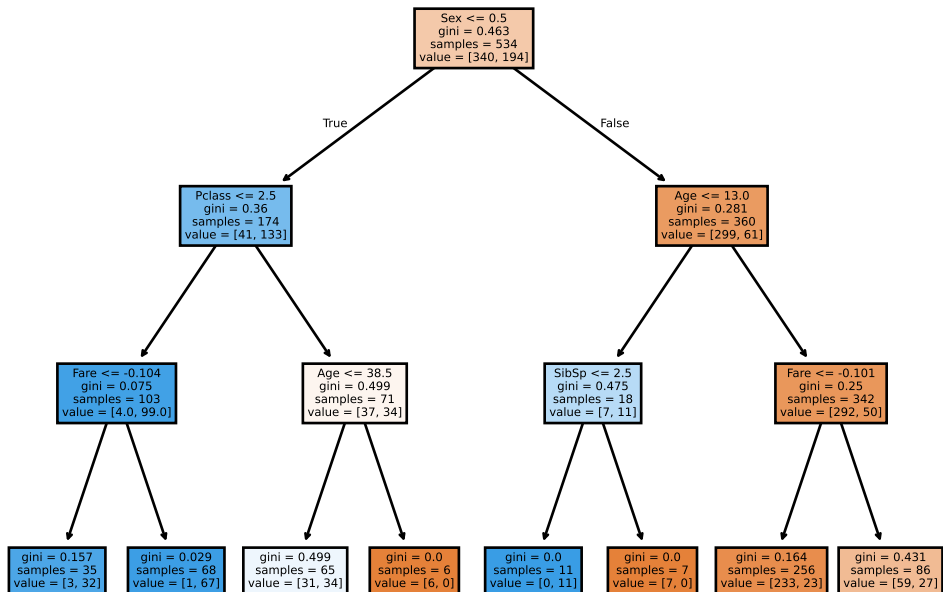 Sex <= 0.5
gini = 0.463
samples = 534
value = [340, 194]
True
False
Pclass <= 2.5
gini = 0.36
samples = 174
value = [41, 133]
Age <= 13.0
gini = 0.281
samples = 360
value = [299, 61]
Fare <= -0.104
gini = 0.075
samples = 103
value = [4.0, 99.0]
Age <= 38.5
gini = 0.499
samples = 71
value = [37, 34]
SibSp <= 2.5
gini = 0.475
samples = 18
value = [7, 11]
Fare <= -0.101
gini = 0.25
samples = 342
value = [292, 50]
gini = 0.157
samples = 35
value = [3, 32]
gini = 0.029
samples = 68
value = [1, 67]
gini = 0.499
samples = 65
value = [31, 34]
gini = 0.0
samples = 6
value = [6, 0]
gini = 0.0
samples = 11
value = [0, 11]
gini = 0.0
samples = 7
value = [7, 0]
gini = 0.164
samples = 256
value = [233, 23]
gini = 0.431
samples = 86
value = [59, 27]